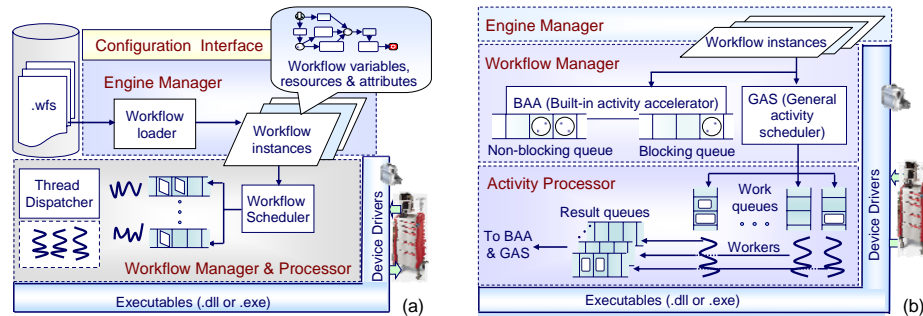 Configuration Interface
Workflow variables,
resources & attributes
Engine Manager
.wfs
Workflow
loader
Workflow
instances
Thread
Dispatcher
Workflow
Scheduler
Workflow Manager & Processor
Device Drivers
Executables (.dll or .exe)
(a)
Engine Manager
Workflow instances
Workflow Manager
BAA (Built-in activity accelerator)
GAS (General
activity
scheduler)
Non-blocking queue
Blocking queue
Activity Processor
Work
queues
Result queues
To BAA
& GAS
Workers
Device Drivers
Executables (.dll or .exe)
(b)